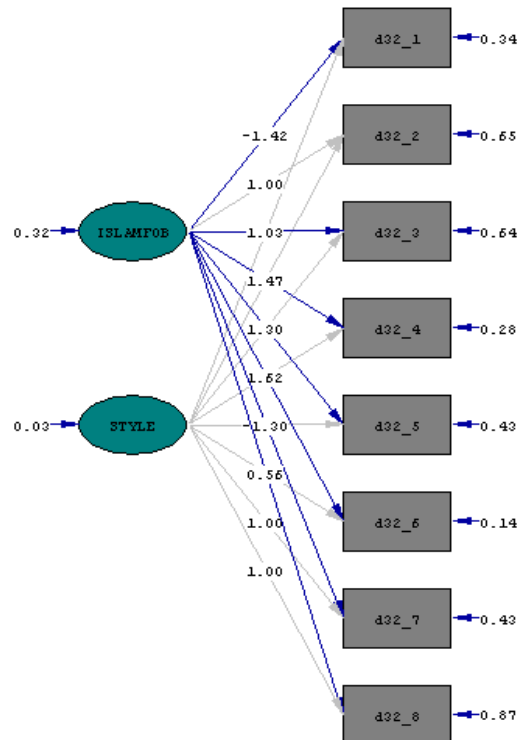 d32_1
0.34
-1.42
d32_2
0.65
1.00
0.32
ISLAMFOB
1.03
d32_3
0.64
1.47
1.30
d32_4
0.28
1.62
0.03
STYLE
-1.30
d32_5
0.43
0.56
1.00
d32_6
0.14
1.00
d32_7
0.43
d32_8
0.87